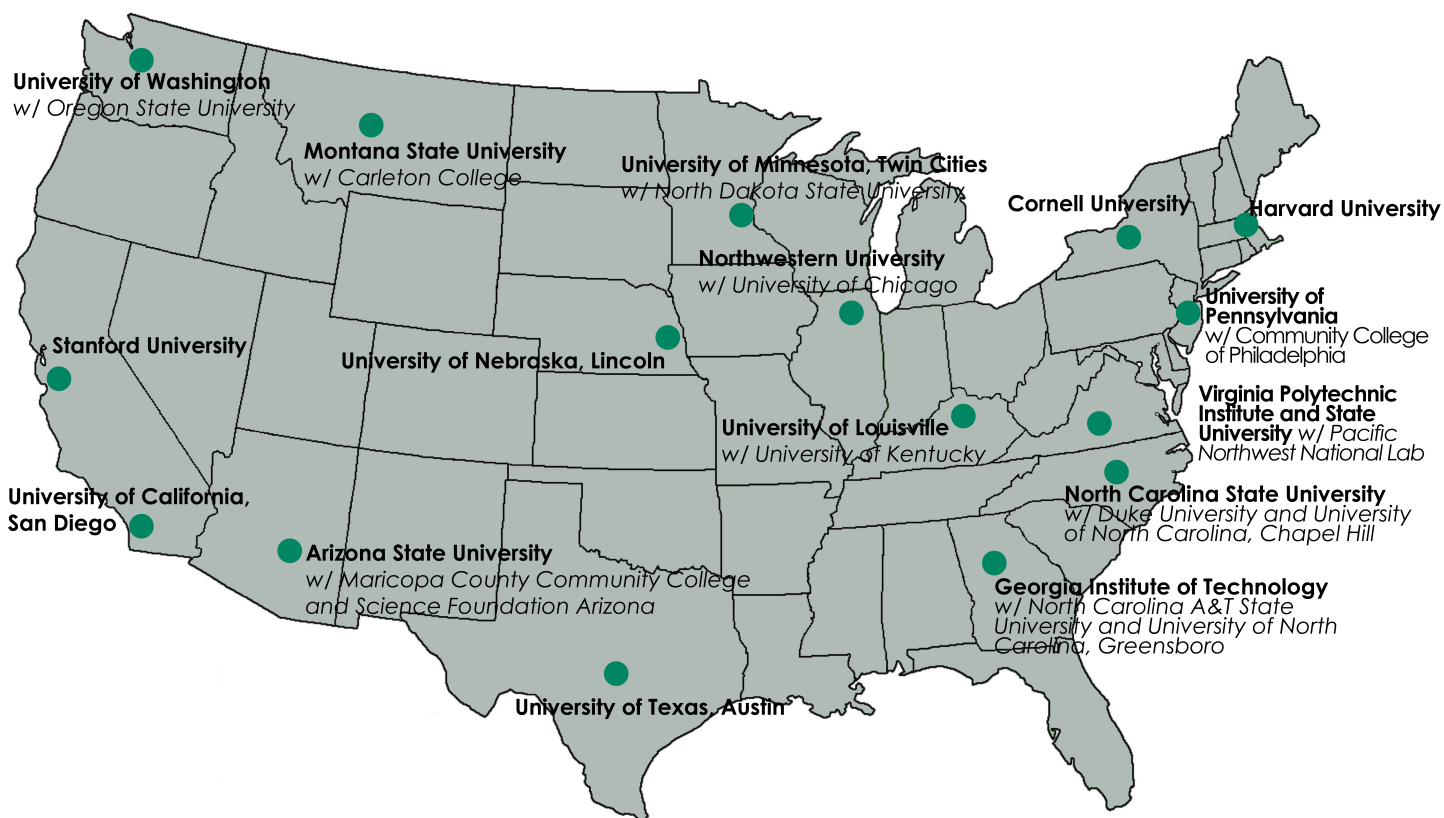 University of Washington
w/ Oregon State University
Montana State University
w/ Carleton College
University of Minnesota, Twin Cities
w/ North Dakota State University
Cornell University
Harvard University
Northwestern University
w/ University of Chicago
University of
Pennsylvania
w/ Community College
of Philadelphia
Stanford University
University of Nebraska, Lincoln
Virginia Polytechnic
Institute and State
University w/ Pacific
Northwest National Lab
University of Louisville
w/ University of Kentucky
University of California,
San Diego
North Carolina State University
w/ Duke University and University
of North Carolina, Chapel Hill
Arizona State University
w/ Maricopa County Community College
and Science Foundation Arizona
Georgia Institute of Technology
w/ North Carolina A&T State
University and University of North
Carolina, Greensboro
University of Texas, Austin